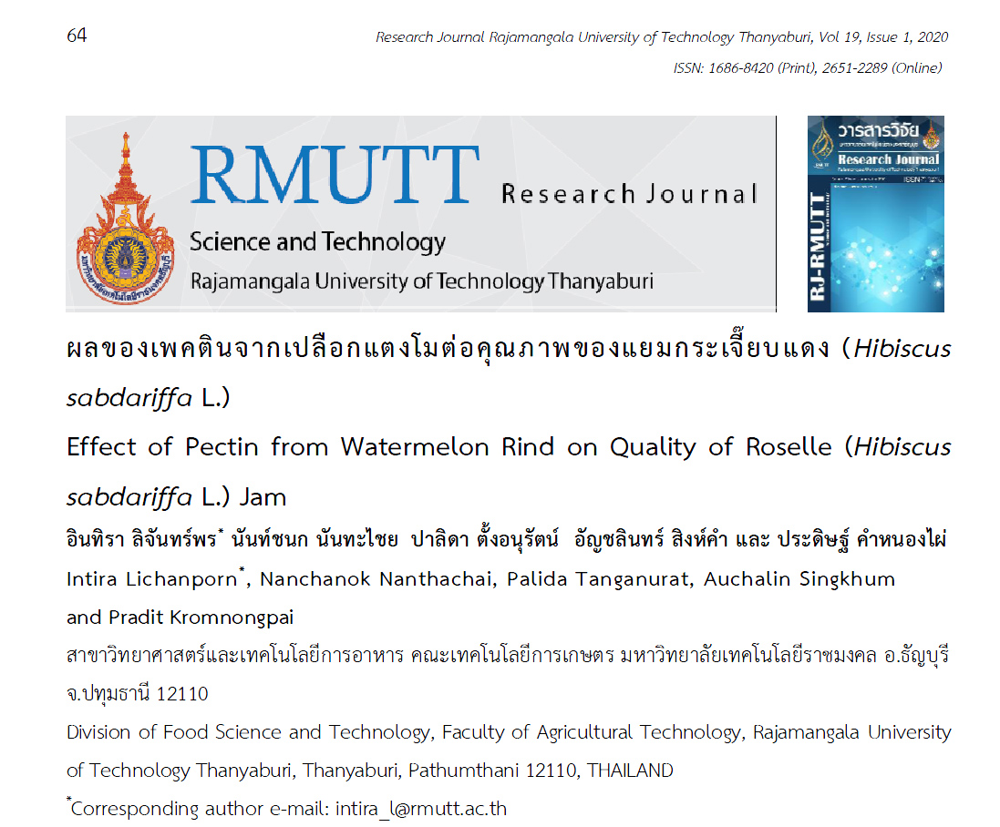 64
Research Journal Rajamangala University of Technology Thanyaburi, Vol 19, Issue 1, 2020
ISSN: 1686-8420 (Print), 2651-2289 (Online)
RMUTT Research Journal
Science and Technology
Rajamangala University of Technology Thanyaburi
วารสารวิจัย
Research Journal
ISSN
RJ-RMUTT
ผลของเพคตินจากเปลือกแตงโมต่อคุณภาพของแยมกระเจี๊ยบแดง (Hibiscus
sabdariffa L.)
Effect of Pectin from Watermelon Rind on Quality of Roselle (Hibiscus
sabdariffa L.) Jam
อินทิรา ลิจันทร์พร* นันท์ชนก นันทะไชย ปาลิดา ตั้งอนุรัตน์ อัญชลินทร์ สิงห์คำ และ ประดิษฐ์ คำหนองไผ่
Intira Lichanporn*, Nanchanok Nanthachai, Palida Tanganurat, Auchalin Singkhum
and Pradit Kromnongpai
สาขาวิทยาศาสตร์และเทคโนโลยีการอาหาร คณะเทคโนโลยีการเกษตร มหาวิทยาลัยเทคโนโลยีราชมงคล อ.ธัญบุรี
จ.ปทุมธานี 12110
Division of Food Science and Technology, Faculty of Agricultural Technology, Rajamangala University
of Technology Thanyaburi, Thanyaburi, Pathumthani 12110, THAILAND
*Corresponding author e-mail: intira_l@rmutt.ac.th